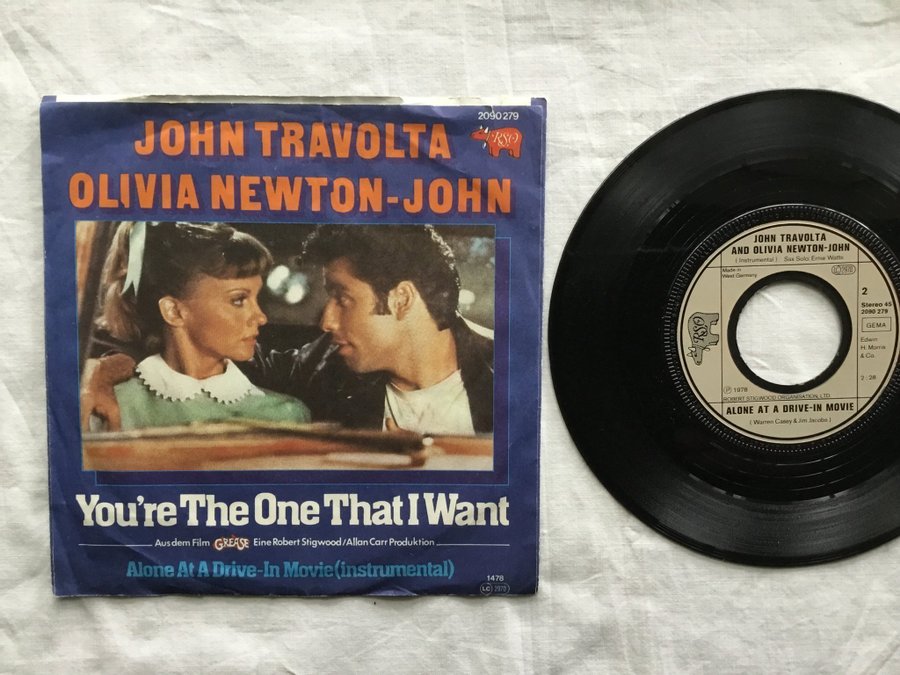 2090 279
RSO
JOHN TRAVOLTA
OLIVIA NEWTON-JOHN
You're The One That I Want
Aus dem Film GREASE Eine Robert Stigwood/Allan Carr Produktion
Alone At A Drive-In Movie (instrumental)
1478
LC 2970
JOHN TRAVOLTA
AND OLIVIA NEWTON-JOHN
(Instrumental) Sax Solo: Ernie Watts
Made in
West Germany
LC 2970
2
Stereo 45
2090 279
GEMA
Edwin
H. Morris
& Co.
2:28
RSO
℗ 1978
ROBERT STIGWOOD ORGANISATION, LTD.
ALONE AT A DRIVE-IN MOVIE
(Warren Casey & Jim Jacobs)